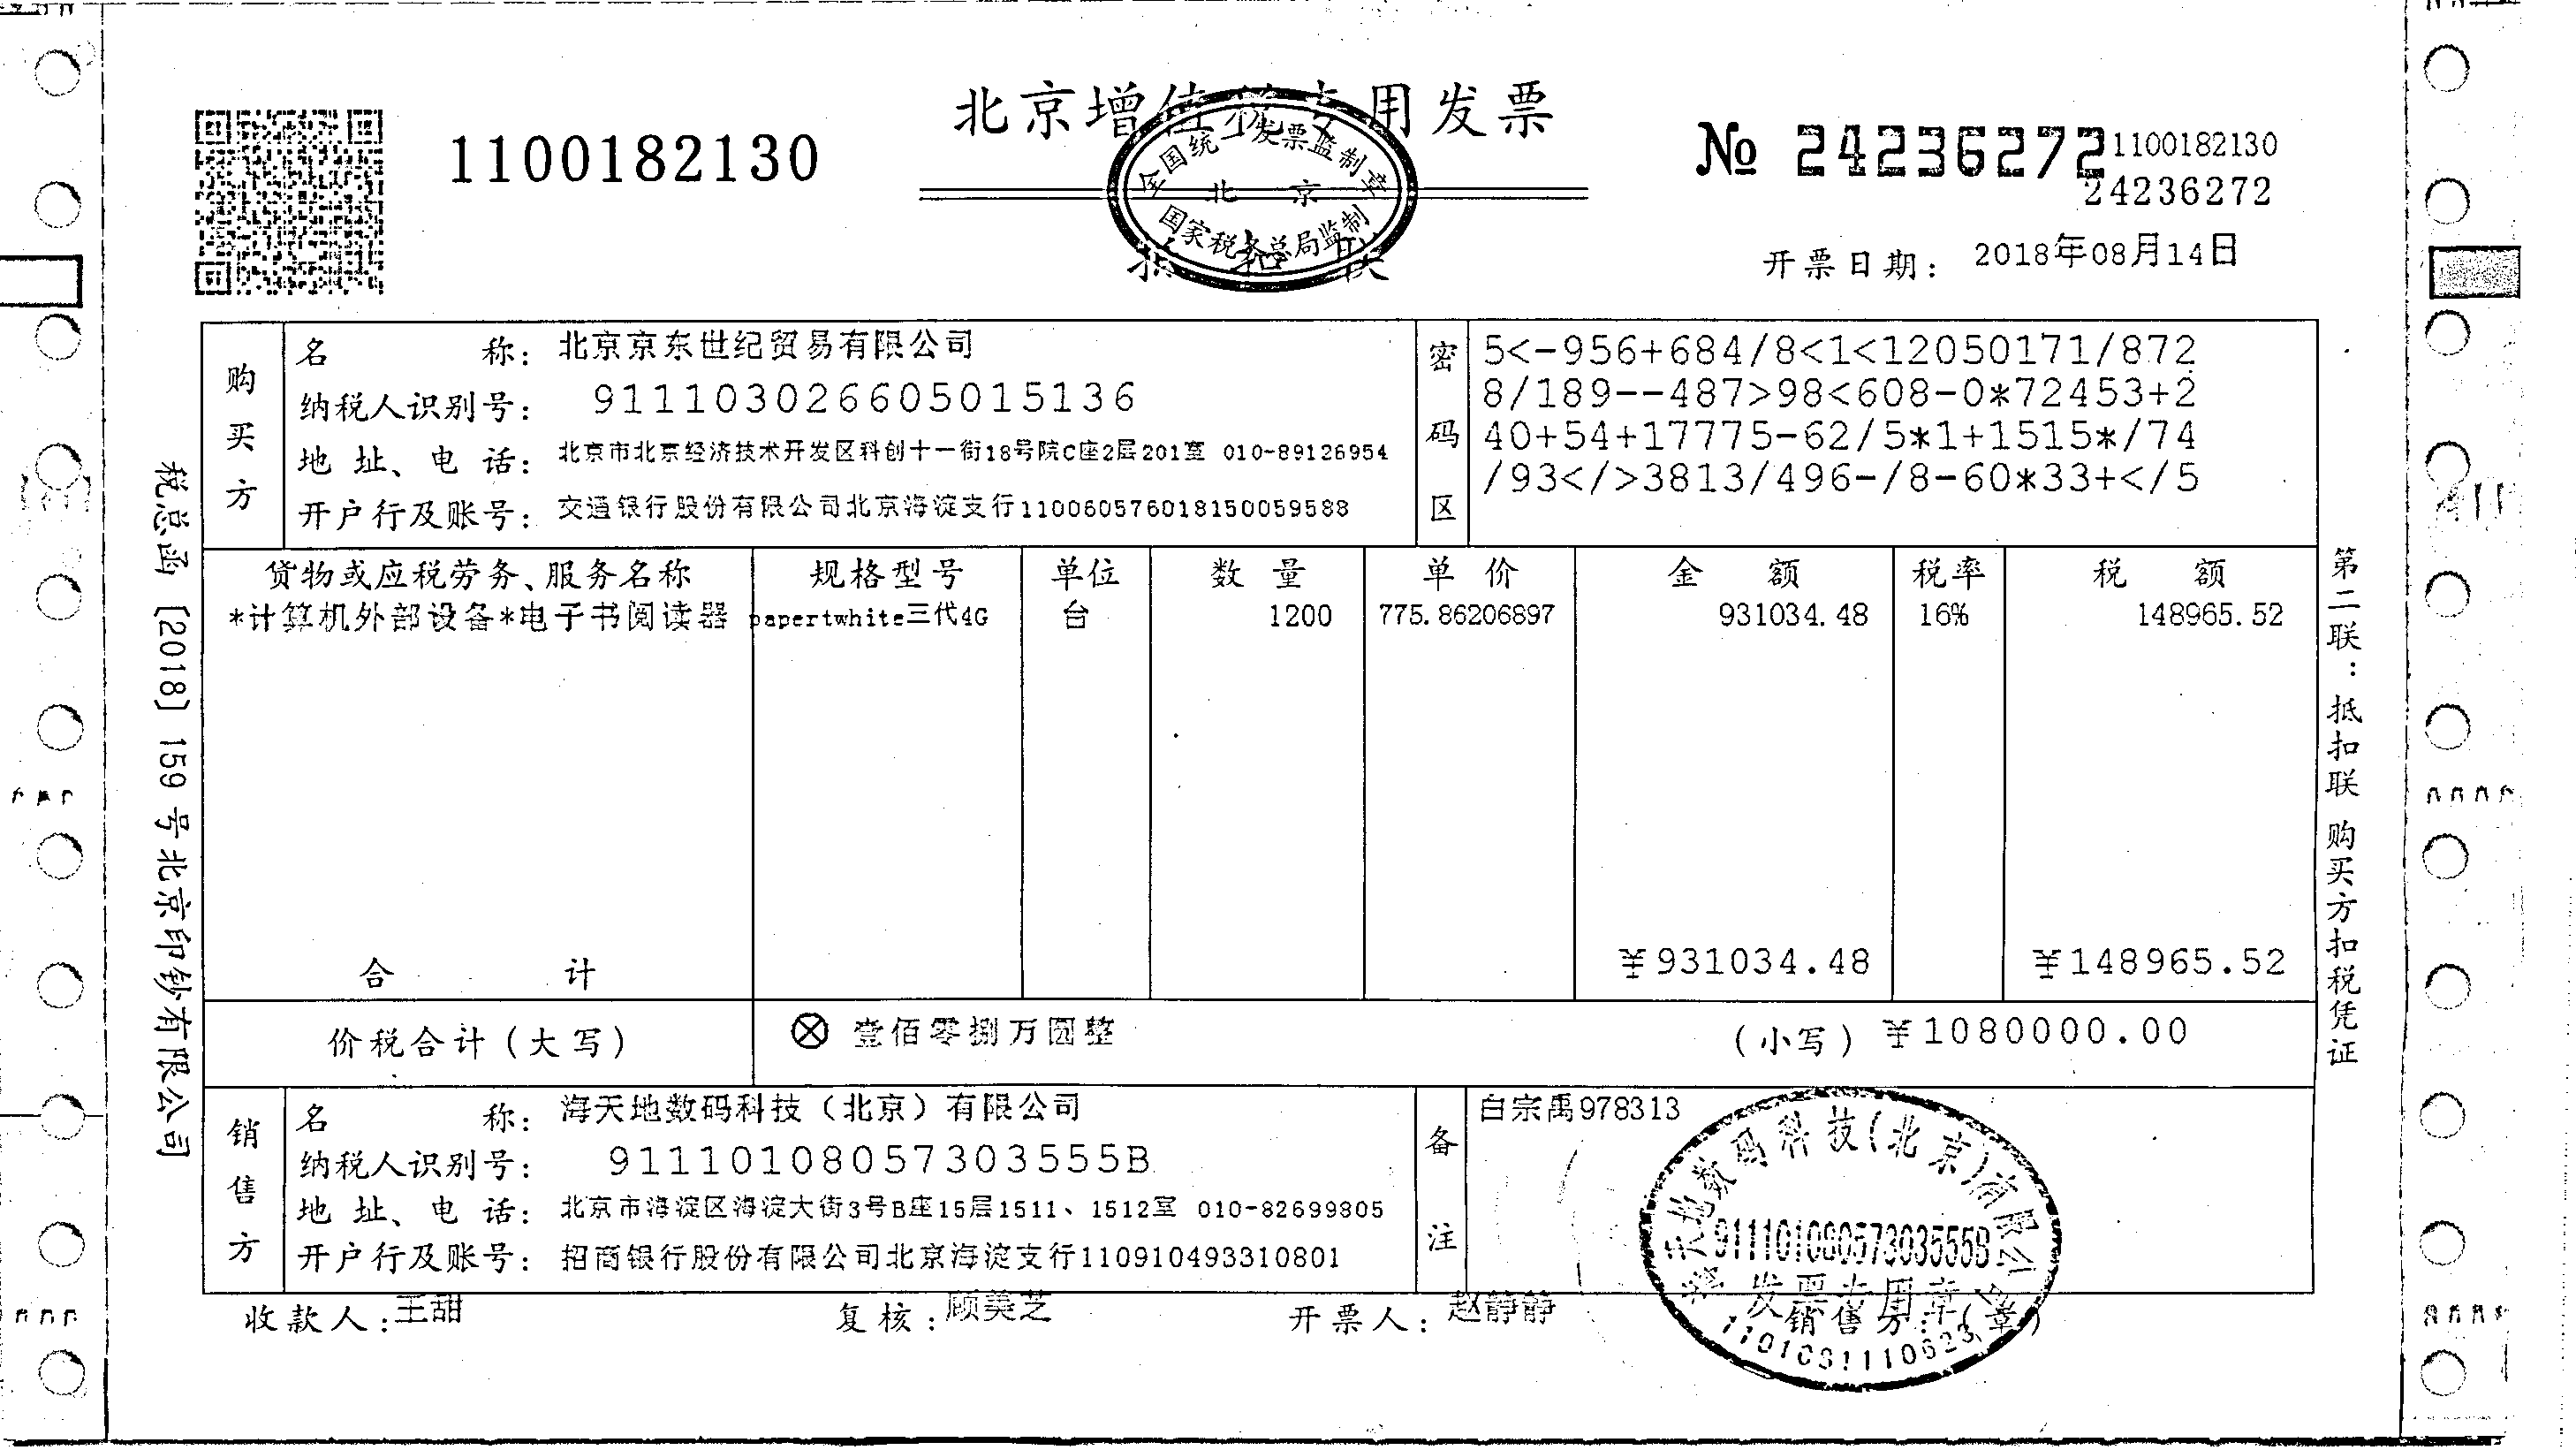 北京增值税专用发票
1100182130
№ 24236272
1100182130
24236272
全国统一发票监制章
北京
国家税务总局监制
抵扣联
开票日期： 2018年08月14日
购买方
名称： 北京京东世纪贸易有限公司
纳税人识别号： 911103026605015136
地址、电话： 北京市北京经济技术开发区科创十一街18号院C座2层201室 010-89126954
开户行及账号： 交通银行股份有限公司北京海淀支行110060576018150059588
密码区
5<-956+684/8<1<12050171/872
8/189--487>98<608-0*72453+2
40+54+17775-62/5*1+1515*/74
/93</>3813/496-/8-60*33+</5
货物或应税劳务、服务名称 规格型号 单位 数量 单价 金额 税率 税额
*计算机外部设备*电子书阅读器 papertwhite三代4G 台 1200 775.86206897 931034.48 16% 148965.52
合计 ￥931034.48 ￥148965.52
价税合计（大写） ⊗ 壹佰零捌万圆整 （小写） ￥1080000.00
销售方
名称： 海天地数码科技（北京）有限公司
纳税人识别号： 91110108057303555B
地址、电话： 北京市海淀区海淀大街3号B座15层1511、1512室 010-82699805
开户行及账号： 招商银行股份有限公司北京海淀支行110910493310801
备注
白宗禹978313
海天地数码科技(北京)有限公司
91110108057303555B
发票专用章
收款人：王甜 复核：顾美芝 开票人：赵静静 销售方：（章）
税总函〔2018〕159号北京印钞有限公司
第二联：抵扣联 购买方扣税凭证